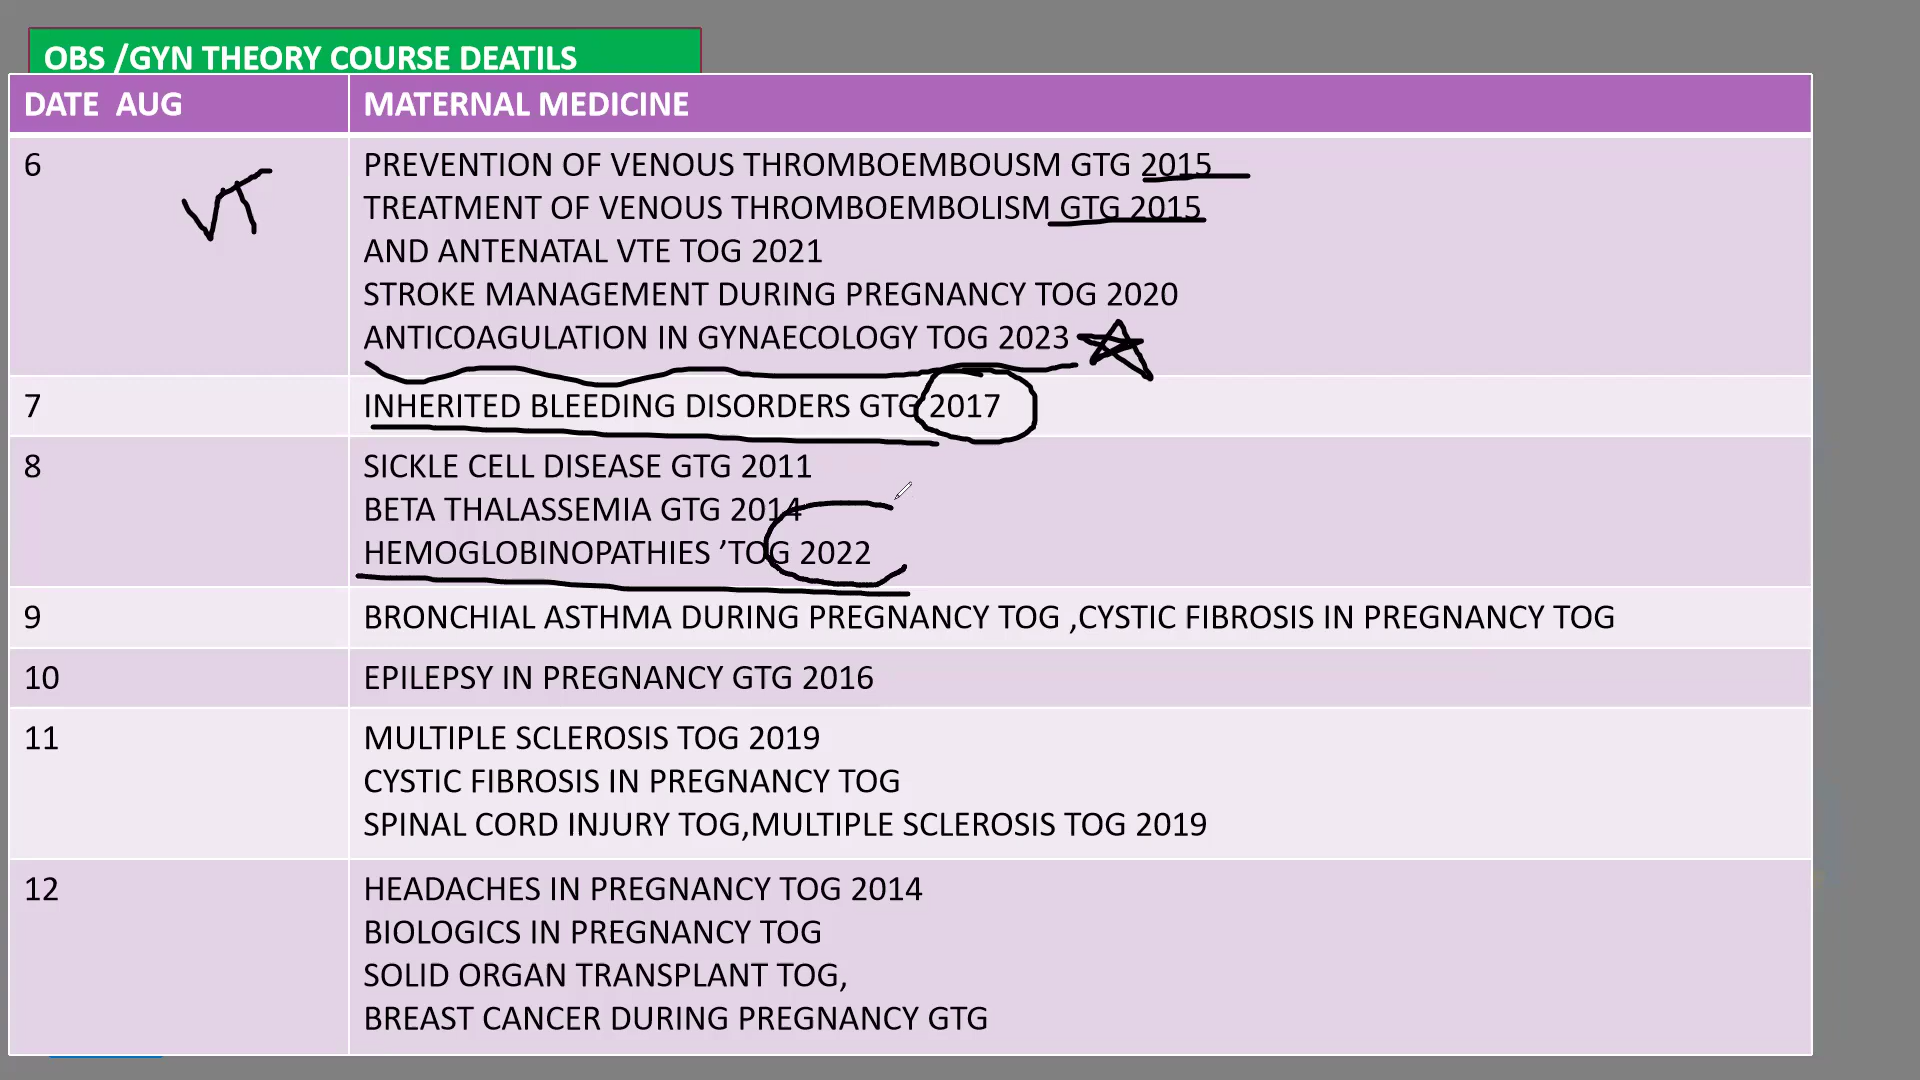 OBS /GYN THEORY COURSE DEATILS
DATE AUG
MATERNAL MEDICINE
6
PREVENTION OF VENOUS THROMBOEMBOUSM GTG 2015
TREATMENT OF VENOUS THROMBOEMBOLISM GTG 2015
AND ANTENATAL VTE TOG 2021
STROKE MANAGEMENT DURING PREGNANCY TOG 2020
ANTICOAGULATION IN GYNAECOLOGY TOG 2023
7
INHERITED BLEEDING DISORDERS GTG 2017
8
SICKLE CELL DISEASE GTG 2011
BETA THALASSEMIA GTG 2014
HEMOGLOBINOPATHIES ’TOG 2022
9
BRONCHIAL ASTHMA DURING PREGNANCY TOG ,CYSTIC FIBROSIS IN PREGNANCY TOG
10
EPILEPSY IN PREGNANCY GTG 2016
11
MULTIPLE SCLEROSIS TOG 2019
CYSTIC FIBROSIS IN PREGNANCY TOG
SPINAL CORD INJURY TOG,MULTIPLE SCLEROSIS TOG 2019
12
HEADACHES IN PREGNANCY TOG 2014
BIOLOGICS IN PREGNANCY TOG
SOLID ORGAN TRANSPLANT TOG,
BREAST CANCER DURING PREGNANCY GTG